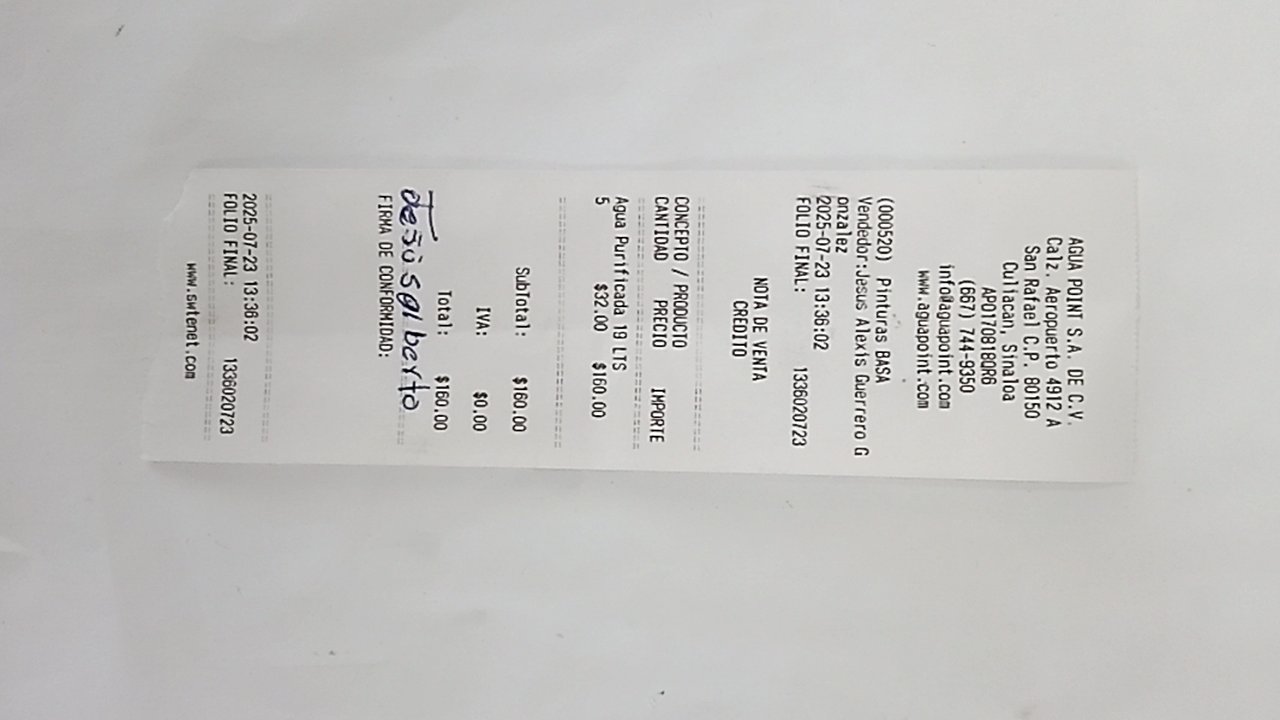 AGUA POINT S.A. DE C.V.
Calz. Aeropuerto 4912 A
San Rafael C.P. 80150
Culiacan, Sinaloa
APO170818QR6
(667) 744-9350
info@aguapoint.com
www.aguapoint.com
(000520) Pinturas BASA
Vendedor:Jesus Alexis Guerrero G
onzalez
2025-07-23 13:36:02
FOLIO FINAL: 1336020723
NOTA DE VENTA
CREDITO
CONCEPTO / PRODUCTO
CANTIDAD PRECIO IMPORTE
Agua Purificada 19 LTS
5 $32.00 $160.00
SubTotal: $160.00
IVA: $0.00
Total: $160.00
Jesús gilberto
FIRMA DE CONFORMIDAD:
2025-07-23 13:36:02
FOLIO FINAL: 1336020723
www.swtenet.com